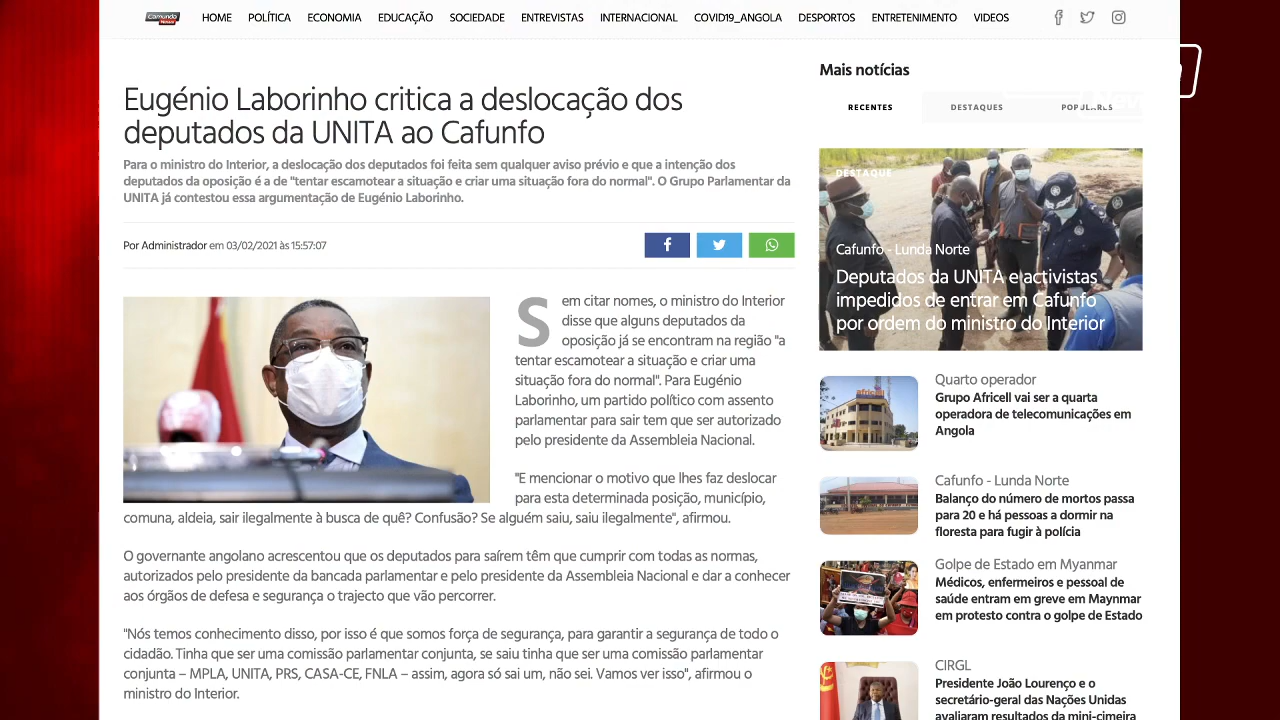 Camunda News
HOME
POLÍTICA
ECONOMIA
EDUCAÇÃO
SOCIEDADE
ENTREVISTAS
INTERNACIONAL
COVID19_ANGOLA
DESPORTO
ENTRETENIMENTO
VIDEOS
Eugénio Laborinho critica a deslocação dos
deputados da UNITA ao Cafunfo
Para o ministro do Interior, a deslocação dos deputados foi feita sem qualquer aviso prévio e que a intenção dos
deputados da oposição é a de "tentar escamotear a situação e criar uma situação fora do normal". O Grupo Parlamentar da
UNITA já contestou essa argumentação de Eugénio Laborinho.
Por Administrador em 03/02/2021 às 15:57:07
Sem citar nomes, o ministro do Interior
disse que alguns deputados da
oposição já se encontram na região "a
tentar escamotear a situação e criar uma
situação fora do normal". Para Eugénio
Laborinho, um partido político com assento
parlamentar para sair tem que ser autorizado
pelo presidente da Assembleia Nacional.
"E mencionar o motivo que lhes faz deslocar
para esta determinada posição, município,
comuna, aldeia, sair ilegalmente à busca de quê? Confusão? Se alguém saiu, saiu ilegalmente", afirmou.
O governante angolano acrescentou que os deputados para saírem têm que cumprir com todas as normas,
autorizados pelo presidente da bancada parlamentar e pelo presidente da Assembleia Nacional e dar a conhecer
aos órgãos de defesa e segurança o trajecto que vão percorrer.
"Nós temos conhecimento disso, por isso é que somos força de segurança, para garantir a segurança de todo o
cidadão. Tinha que ser uma comissão parlamentar conjunta, se saiu tinha que ser uma comissão parlamentar
conjunta – MPLA, UNITA, PRS, CASA-CE, FNLA – assim, agora só sai um, não sei. Vamos ver isso", afirmou o
ministro do Interior.
Mais notícias
RECENTES
DESTAQUES
POPULARES
DESTAQUE
Cafunfo - Lunda Norte
Deputados da UNITA e activistas
impedidos de entrar em Cafunfo
por ordem do ministro do Interior
africell
Quarto operador
Grupo Africell vai ser a quarta
operadora de telecomunicações em
Angola
Cafunfo - Lunda Norte
Balanço do número de mortos passa
para 20 e há pessoas a dormir na
floresta para fugir à polícia
Golpe de Estado em Myanmar
Médicos, enfermeiros e pessoal de
saúde entram em greve em Maynmar
em protesto contra o golpe de Estado
CIRGL
Presidente João Lourenço e o
secretário-geral das Nações Unidas
avaliaram resultados da mini-cimeira